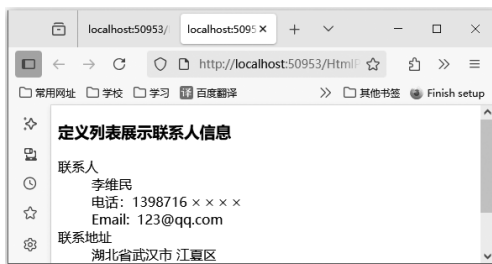 localhost:50953/
localhost:5095
http://localhost:50953/HtmlP
常用网址 学校 学习 百度翻译 其他书签 Finish setup
定义列表展示联系人信息
联系人
李维民
电话：1398716××××
Email: 123@qq.com
联系地址
湖北省武汉市 江夏区